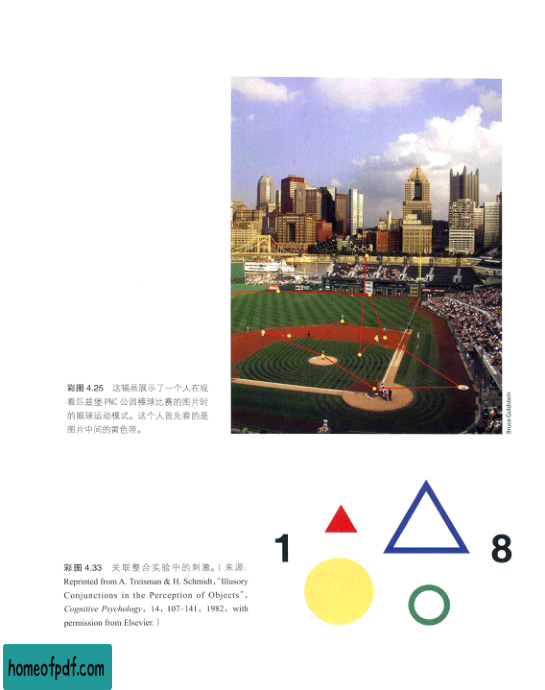 彩图 4.25 这幅画展示了一个人在观
看匹兹堡 PNC 公园棒球比赛的图片时
的眼球运动模式。这个人首先看的是
图片中间的黄色带。
Bruce Goldstein
1
8
彩图 4.33 关联整合实验中的刺激。( 来源:
Reprinted from A. Treisman & H. Schmidt, "Illusory
Conjunctions in the Perception of Objects",
Cognitive Psychology, 14, 107–141, 1982, with
permission from Elsevier. )
homeofpdf.com